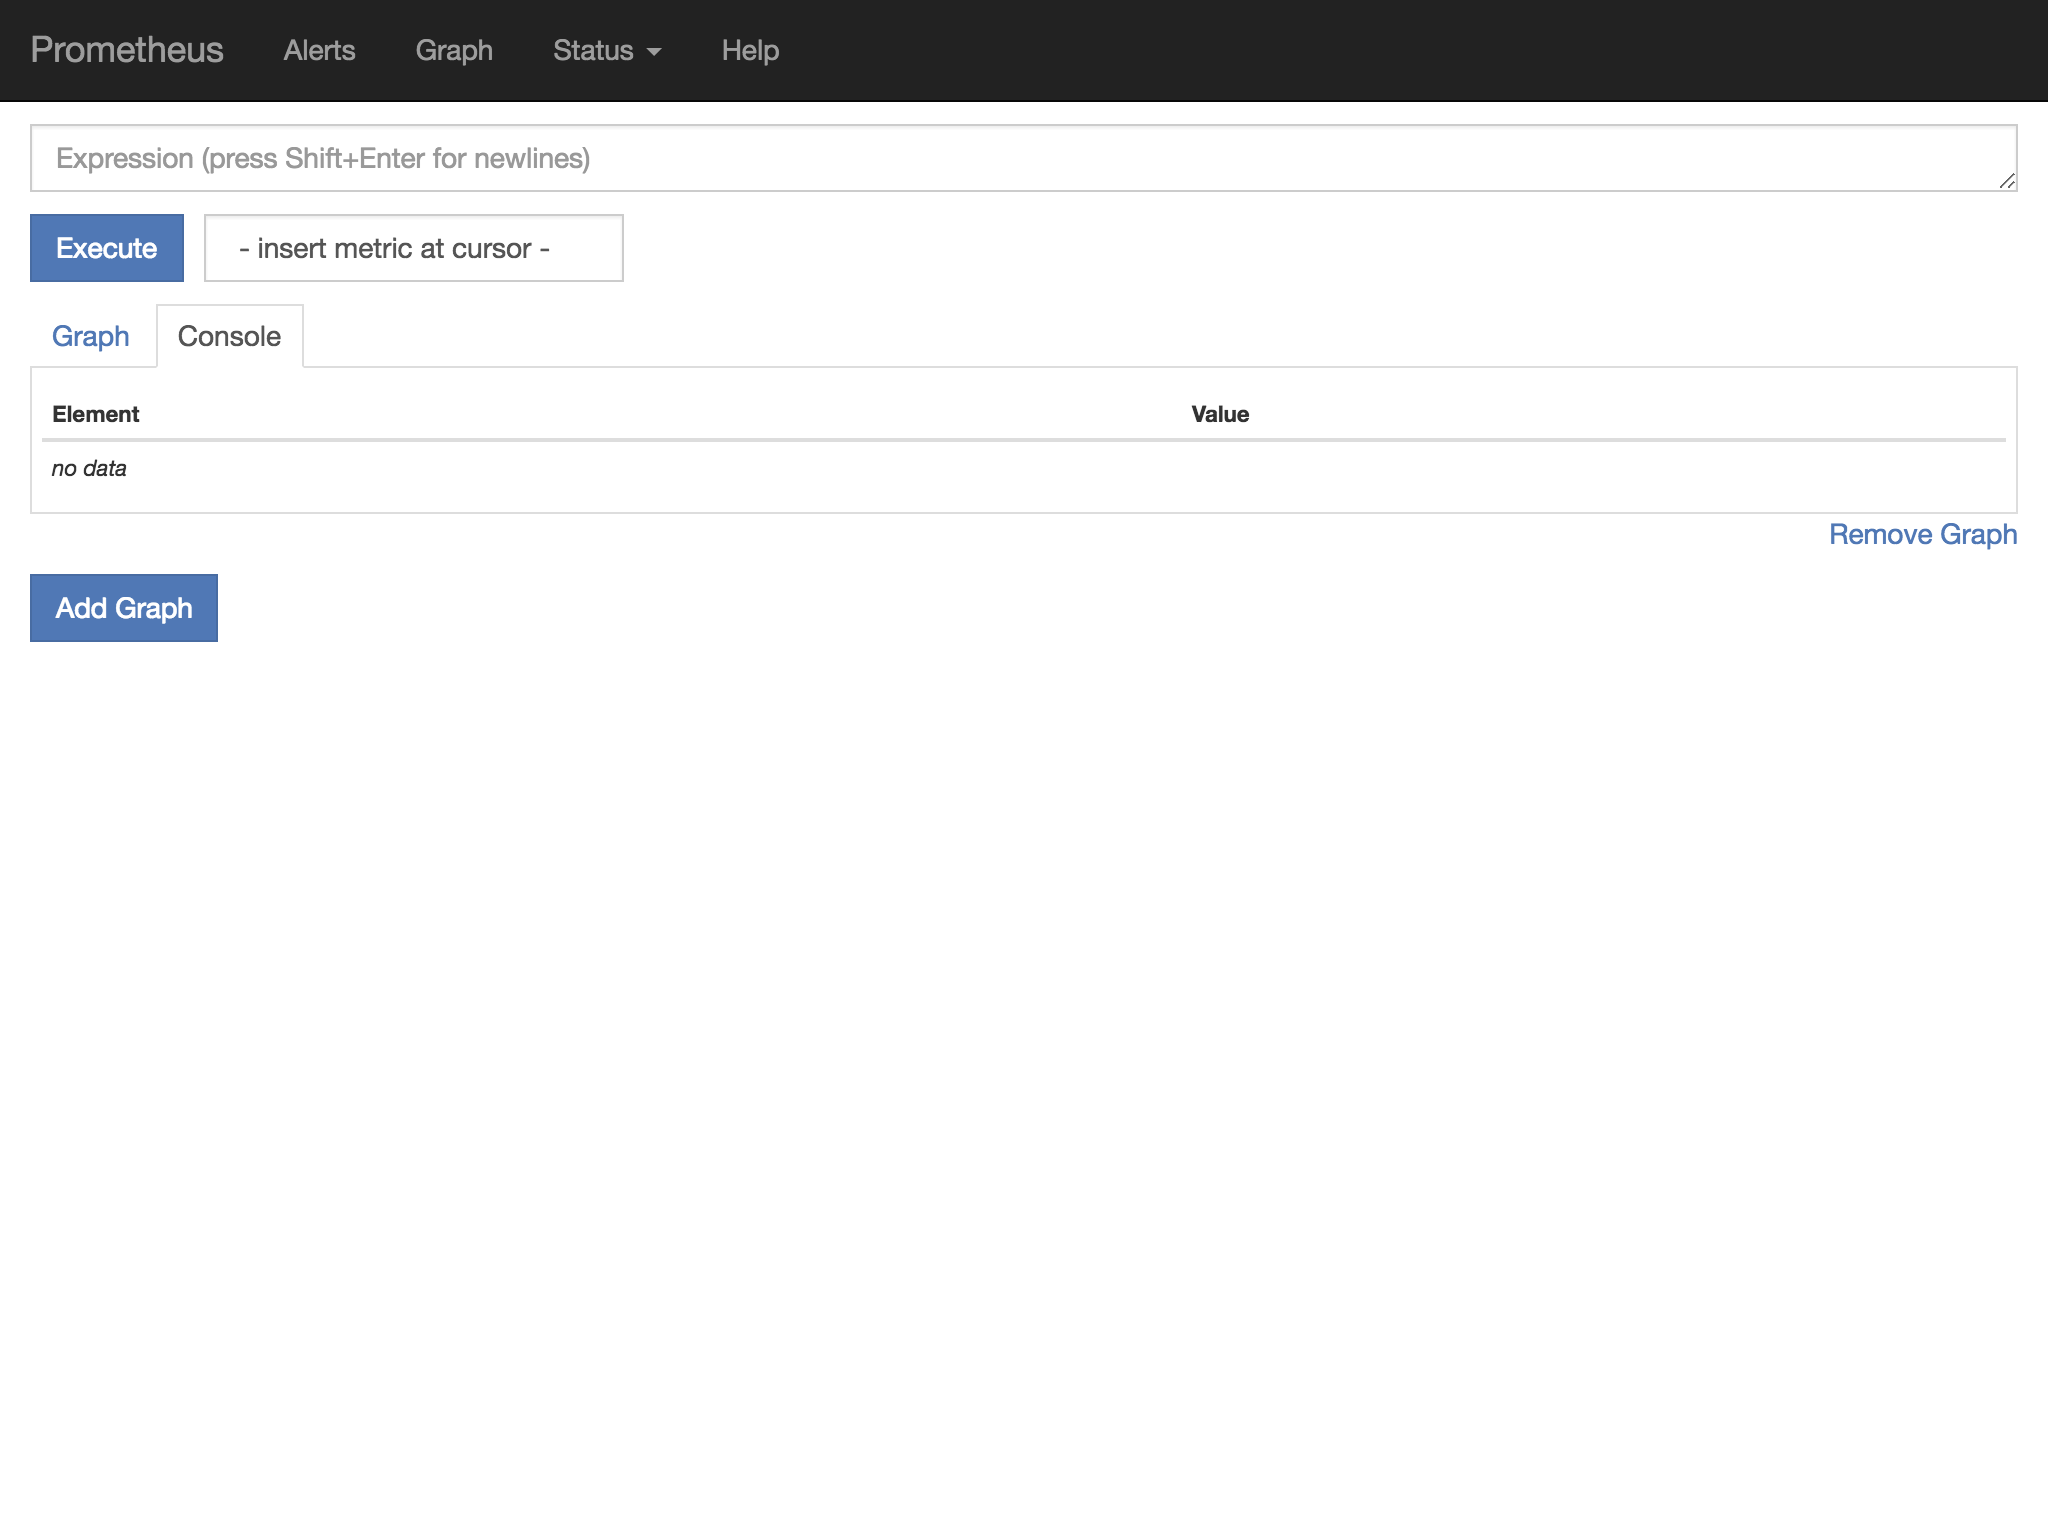 Prometheus Alerts Graph Status Help
Expression (press Shift+Enter for newlines)
Execute - insert metric at cursor -
Graph Console
Element Value
no data
Remove Graph
Add Graph